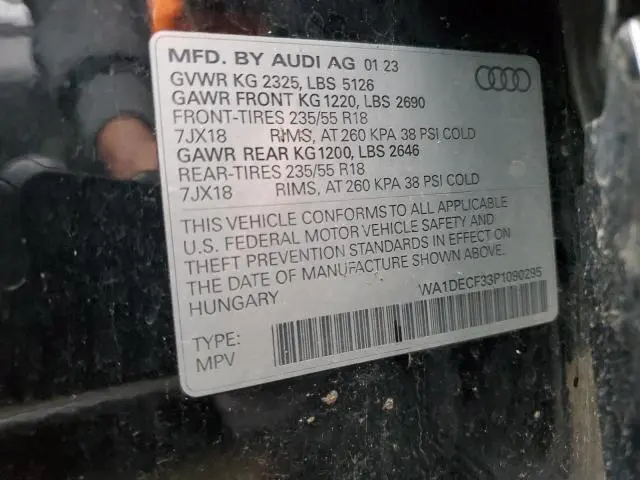 MFD. BY AUDI AG 01 23
GVWR KG 2325, LBS 5126
GAWR FRONT KG1220, LBS 2690
FRONT-TIRES 235/55 R18
7JX18 RIMS, AT 260 KPA 38 PSI COLD
GAWR REAR KG1200, LBS 2646
REAR-TIRES 235/55 R18
7JX18 RIMS, AT 260 KPA 38 PSI COLD
THIS VEHICLE CONFORMS TO ALL APPLICABLE
U.S. FEDERAL MOTOR VEHICLE SAFETY AND
THEFT PREVENTION STANDARDS IN EFFECT ON
THE DATE OF MANUFACTURE SHOWN ABOVE.
HUNGARY WA1DECF33P1090295
TYPE:
MPV